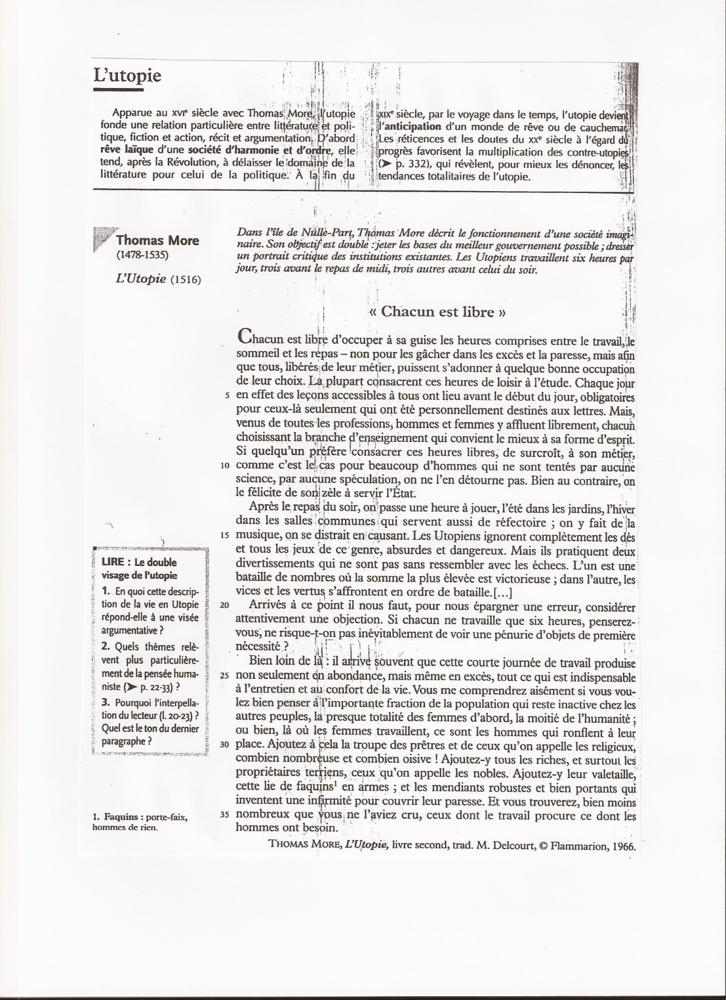 L'utopie
Apparue au XVIe siècle avec Thomas More, l'utopie
fonde une relation particulière entre littérature et poli-
tique, fiction et action, récit et argumentation. D'abord
rêve laïque d'une société d'harmonie et d'ordre, elle
tend, après la Révolution, à délaisser le domaine de la
littérature pour celui de la politique. À la fin du
XIXe siècle, par le voyage dans le temps, l'utopie devient
l'anticipation d'un monde de rêve ou de cauchemar.
Les réticences et les doutes du XXe siècle à l'égard du
progrès favorisent la multiplication des contre-utopies
(➤ p. 332), qui révèlent, pour mieux les dénoncer, les
tendances totalitaires de l'utopie.
Thomas More
(1478-1535)
L'Utopie (1516)
Dans l'île de Nulle-Part, Thomas More décrit le fonctionnement d'une société imagi-
naire. Son objectif est double : jeter les bases du meilleur gouvernement possible ; dresser
un portrait critique des institutions existantes. Les Utopiens travaillent six heures par
jour, trois avant le repas de midi, trois autres avant celui du soir.
« Chacun est libre »
Chacun est libre d'occuper à sa guise les heures comprises entre le travail, le
sommeil et les repas – non pour les gâcher dans les excès et la paresse, mais afin
que tous, libérés de leur métier, puissent s'adonner à quelque bonne occupation
de leur choix. La plupart consacrent ces heures de loisir à l'étude. Chaque jour
5 en effet des leçons accessibles à tous ont lieu avant le début du jour, obligatoires
pour ceux-là seulement qui ont été personnellement destinés aux lettres. Mais,
venus de toutes les professions, hommes et femmes y affluent librement, chacun
choisissant la branche d'enseignement qui convient le mieux à sa forme d'esprit.
Si quelqu'un préfère consacrer ces heures libres, de surcroît, à son métier,
10 comme c'est le cas pour beaucoup d'hommes qui ne sont tentés par aucune
science, par aucune spéculation, on ne l'en détourne pas. Bien au contraire, on
le félicite de son zèle à servir l'État.
Après le repas du soir, on passe une heure à jouer, l'été dans les jardins, l'hiver
dans les salles communes qui servent aussi de réfectoire ; on y fait de la
15 musique, on se distrait en causant. Les Utopiens ignorent complètement les dés
et tous les jeux de ce genre, absurdes et dangereux. Mais ils pratiquent deux
divertissements qui ne sont pas sans ressembler avec les échecs. L'un est une
bataille de nombres où la somme la plus élevée est victorieuse ; dans l'autre, les
vices et les vertus s'affrontent en ordre de bataille.[...]
20 Arrivés à ce point il nous faut, pour nous épargner une erreur, considérer
attentivement une objection. Si chacun ne travaille que six heures, penserez-
vous, ne risque-t-on pas inévitablement de voir une pénurie d'objets de première
nécessité ?
Bien loin de là : il arrive souvent que cette courte journée de travail produise
25 non seulement en abondance, mais même en excès, tout ce qui est indispensable
à l'entretien et au confort de la vie. Vous me comprendrez aisément si vous vou-
lez bien penser à l'importante fraction de la population qui reste inactive chez les
autres peuples, la presque totalité des femmes d'abord, la moitié de l'humanité ;
ou bien, là où les femmes travaillent, ce sont les hommes qui ronflent à leur
30 place. Ajoutez à cela la troupe des prêtres et de ceux qu'on appelle les religieux,
combien nombreuse et combien oisive ! Ajoutez-y tous les riches, et surtout les
propriétaires terriens, ceux qu'on appelle les nobles. Ajoutez-y leur valetaille,
cette lie de faquins1 en armes ; et les mendiants robustes et bien portants qui
inventent une infirmité pour couvrir leur paresse. Et vous trouverez, bien moins
35 nombreux que vous ne l'aviez cru, ceux dont le travail procure ce dont les
hommes ont besoin.
THOMAS MORE, L'Utopie, livre second, trad. M. Delcourt, © Flammarion, 1966.
LIRE : Le double
visage de l'utopie
1. En quoi cette descrip-
tion de la vie en Utopie
répond-elle à une visée
argumentative ?
2. Quels thèmes relè-
vent plus particulière-
ment de la pensée huma-
niste (➤ p. 22-33) ?
3. Pourquoi l'interpella-
tion du lecteur (l. 20-23) ?
Quel est le ton du dernier
paragraphe ?
1. Faquins : porte-faix,
hommes de rien.